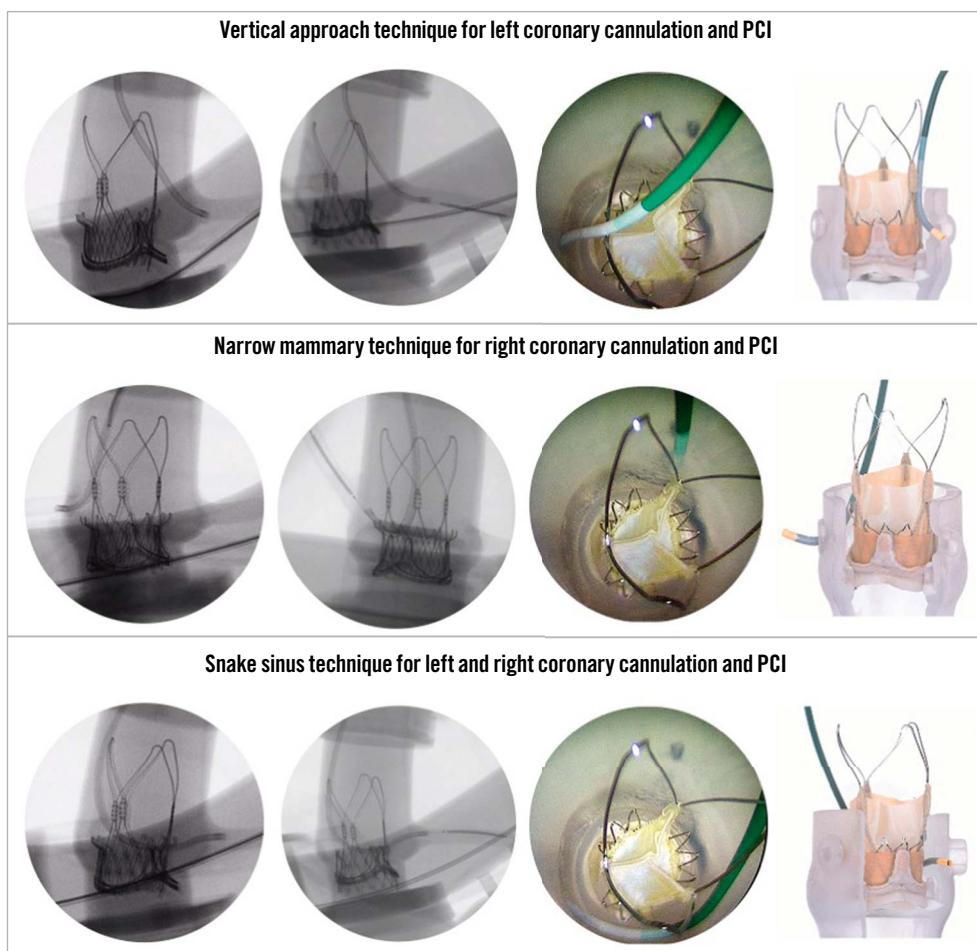 Vertical approach technique for left coronary cannulation and PCI
Narrow mammary technique for right coronary cannulation and PCI
Snake sinus technique for left and right coronary cannulation and PCI